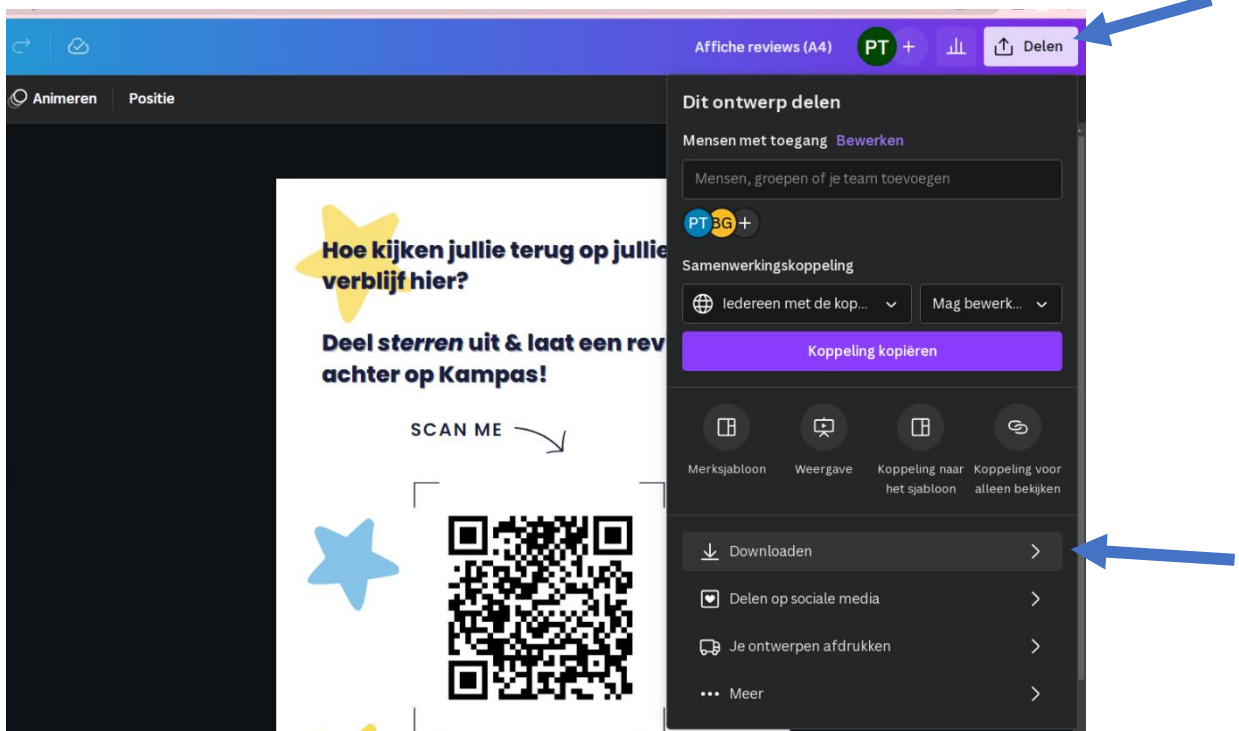 Affiche reviews (A4)
PT
+
Delen
Animeren
Positie
Dit ontwerp delen
Mensen met toegang Bewerken
Mensen, groepen of je team toevoegen
PT BG +
Samenwerkingskoppeling
Iedereen met de kop...
Mag bewerk...
Koppeling kopiëren
Merksjabloon
Weergave
Koppeling naar
het sjabloon
Koppeling voor
alleen bekijken
Downloaden
Delen op sociale media
Je ontwerpen afdrukken
Meer
Hoe kijken jullie terug op jullie
verblijf hier?
Deel sterren uit & laat een rev
achter op Kampas!
SCAN ME